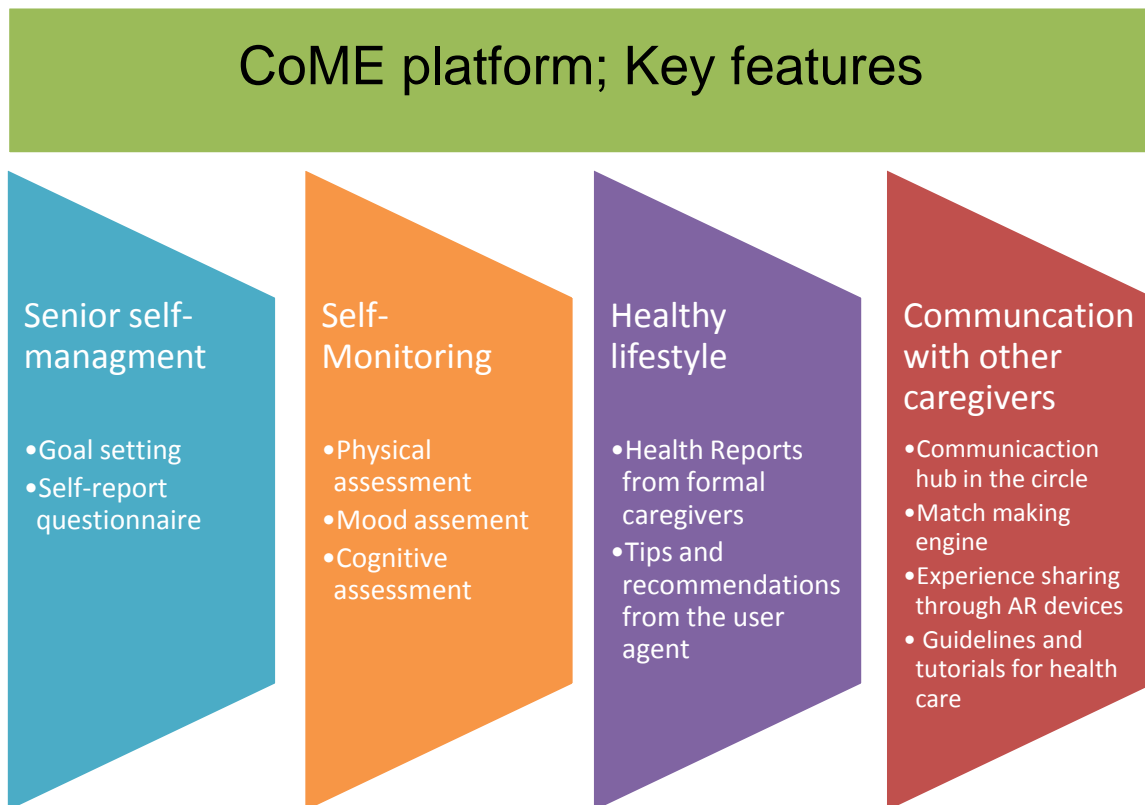 CoME platform; Key features
Senior self-
managment
•Goal setting
•Self-report
questionnaire
Self-
Monitoring
•Physical
assessment
•Mood assement
•Cognitive
assessment
Healthy
lifestyle
•Health Reports
from formal
caregivers
•Tips and
recommendations
from the user
agent
Communcation
with other
caregivers
•Communicaction
hub in the circle
•Match making
engine
•Experience sharing
through AR devices
• Guidelines and
tutorials for health
care